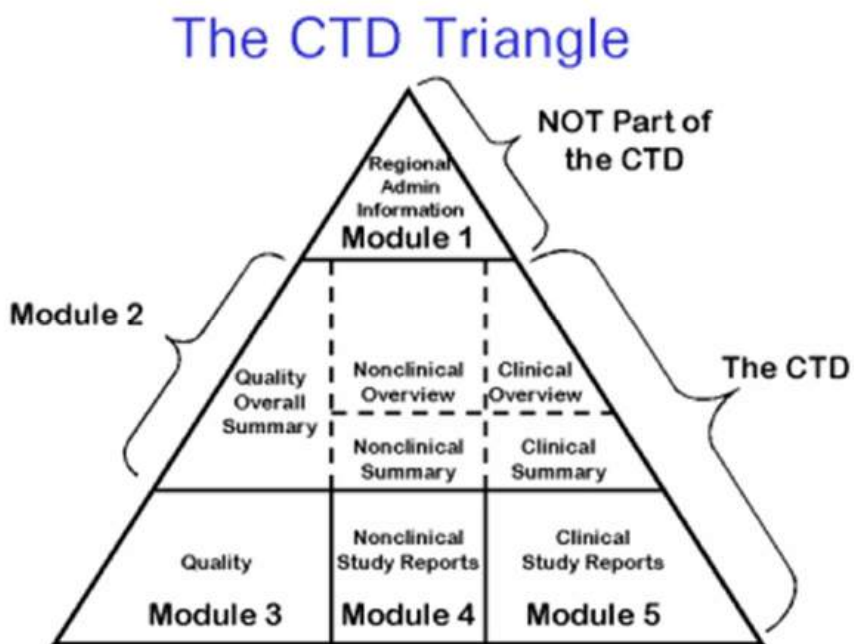 The CTD Triangle
NOT Part of
the CTD
Regional
Admin
Information
Module 1
Module 2
The CTD
Quality
Overall
Summary
Nonclinical
Overview
Clinical
Overview
Nonclinical
Summary
Clinical
Summary
Quality
Module 3
Nonclinical
Study Reports
Module 4
Clinical
Study Reports
Module 5